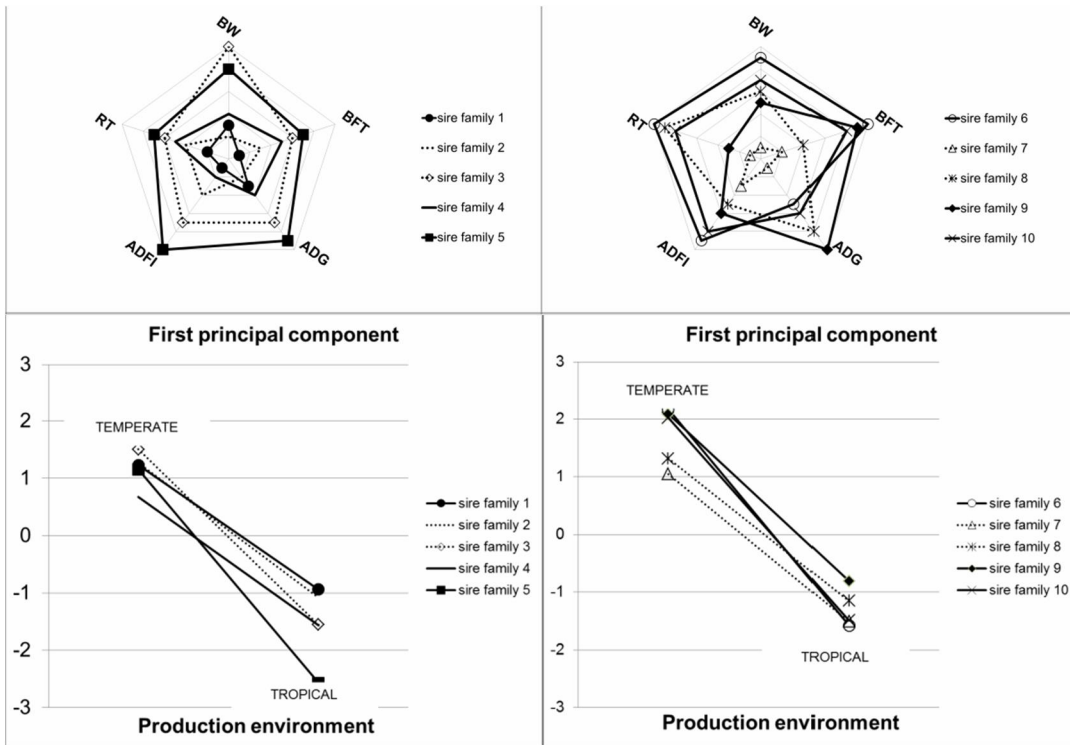 BW
BFT
ADG
ADFI
RT
sire family 1
sire family 2
sire family 3
sire family 4
sire family 5
BW
BFT
ADG
ADFI
RT
sire family 6
sire family 7
sire family 8
sire family 9
sire family 10
First principal component
3
2
1
0
-1
-2
-3
TEMPERATE
TROPICAL
sire family 1
sire family 2
sire family 3
sire family 4
sire family 5
Production environment
First principal component
3
2
1
0
-1
-2
-3
TEMPERATE
TROPICAL
sire family 6
sire family 7
sire family 8
sire family 9
sire family 10
Production environment